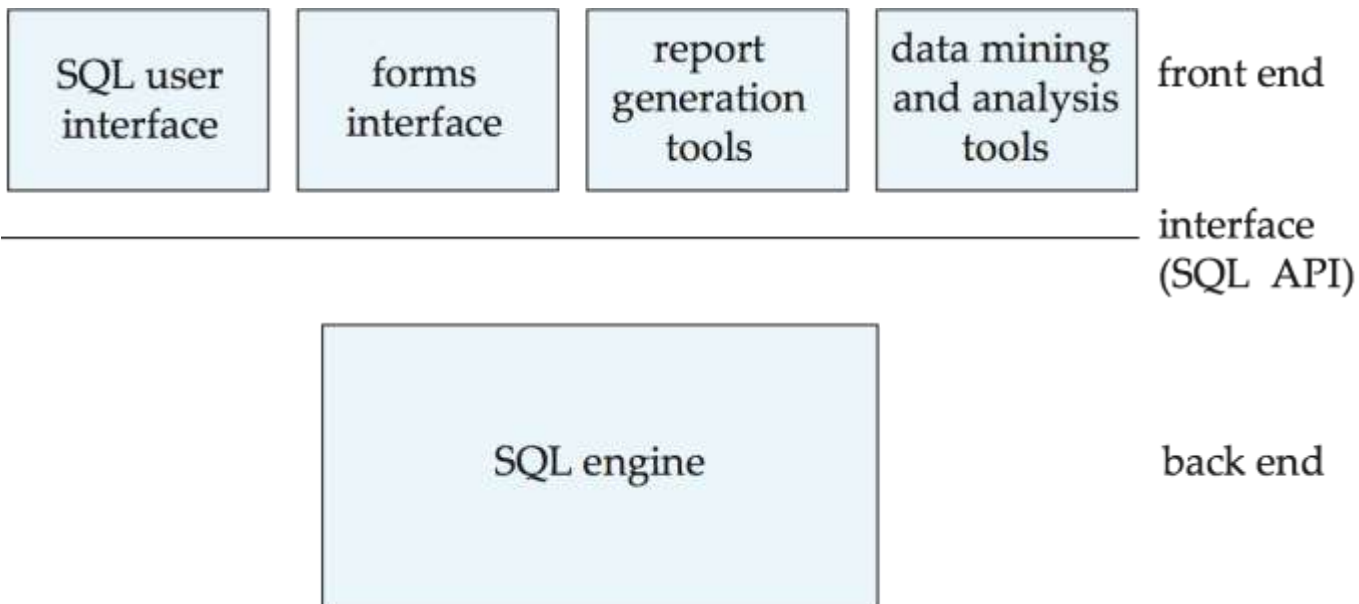 SQL user
interface
forms
interface
report
generation
tools
data mining
and analysis
tools
front end
interface
(SQL API)
SQL engine
back end